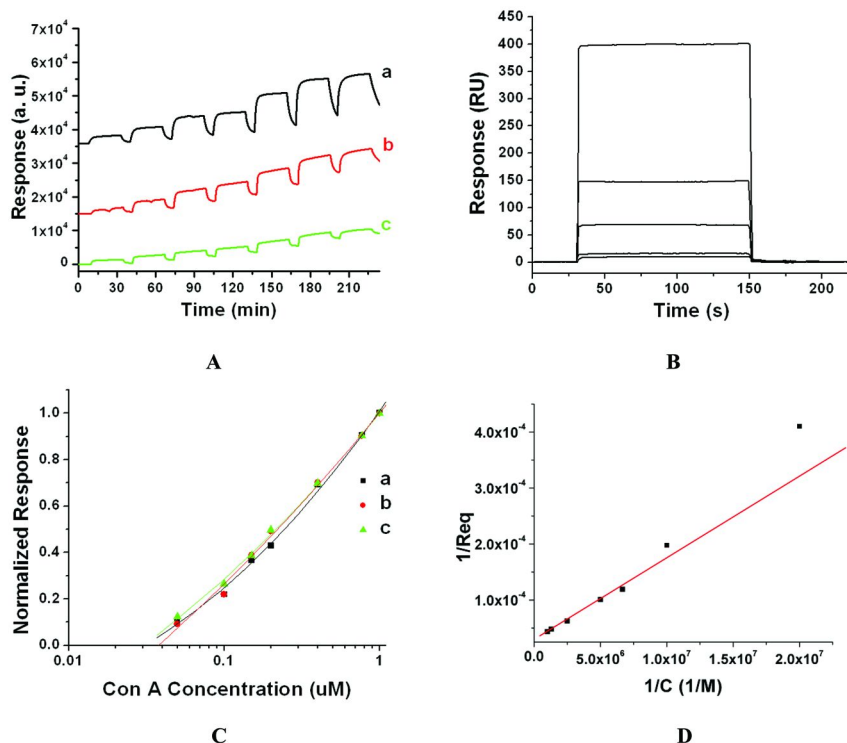 7x10⁴
6x10⁴
5x10⁴
4x10⁴
3x10⁴
2x10⁴
1x10⁴
0
Response (a. u.)
a
b
c
0 30 60 90 120 150 180 210
Time (min)
A
450
400
350
300
250
200
150
100
50
0
Response (RU)
0 50 100 150 200
Time (s)
B
1.0
0.8
0.6
0.4
0.2
0.0
Normalized Response
a
b
c
0.01 0.1 1
Con A Concentration (uM)
C
4.0x10⁻⁴
3.0x10⁻⁴
2.0x10⁻⁴
1.0x10⁻⁴
1/Req
0.0 5.0x10⁶ 1.0x10⁷ 1.5x10⁷ 2.0x10⁷
1/C (1/M)
D